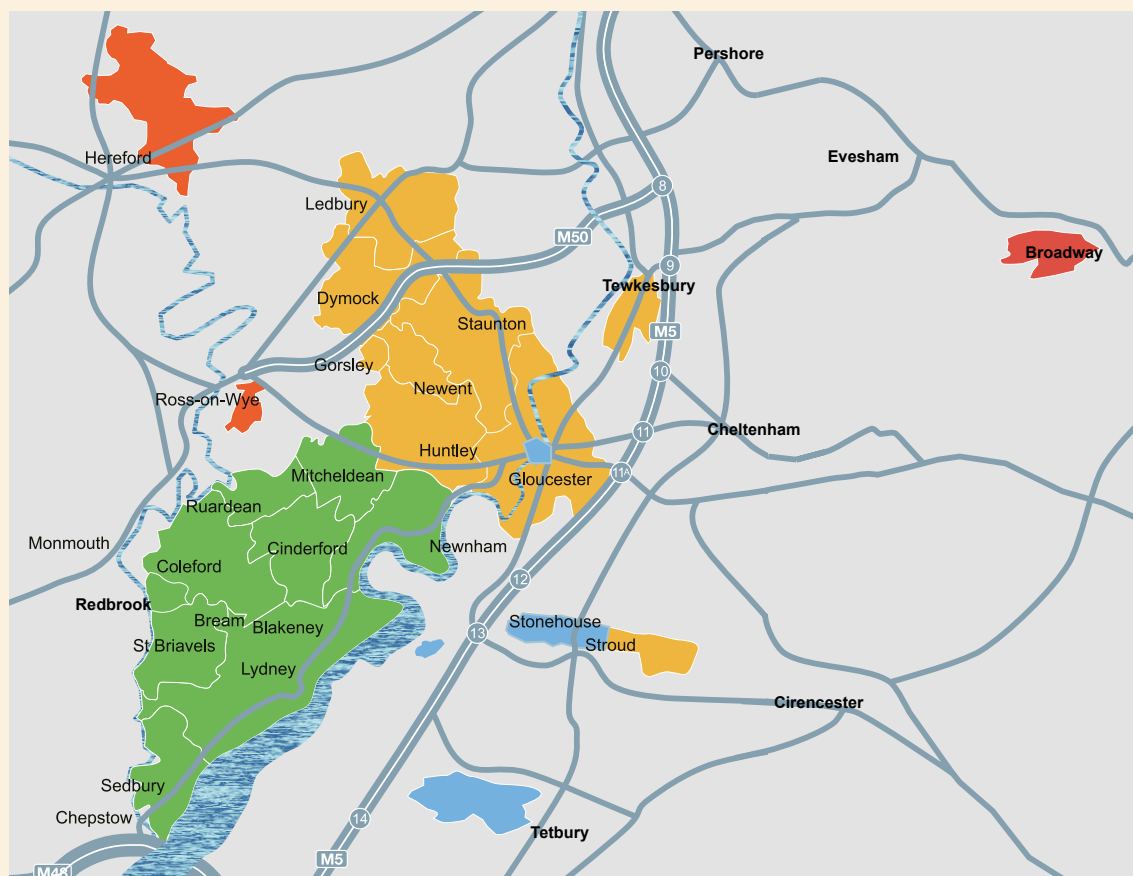 Pershore
Evesham
Hereford
8
Ledbury
M50
Broadway
9
Tewkesbury
Dymock
Staunton
M5
Gorsley
10
Newent
Ross-on-Wye
Cheltenham
11
Huntley
11A
Mitcheldean
Gloucester
Ruardean
Monmouth
Cinderford
Newnham
Coleford
12
Redbrook
Bream
Blakeney
Stonehouse
13
St Briavels
Stroud
Lydney
Cirencester
Sedbury
Chepstow
14
Tetbury
M5
M48